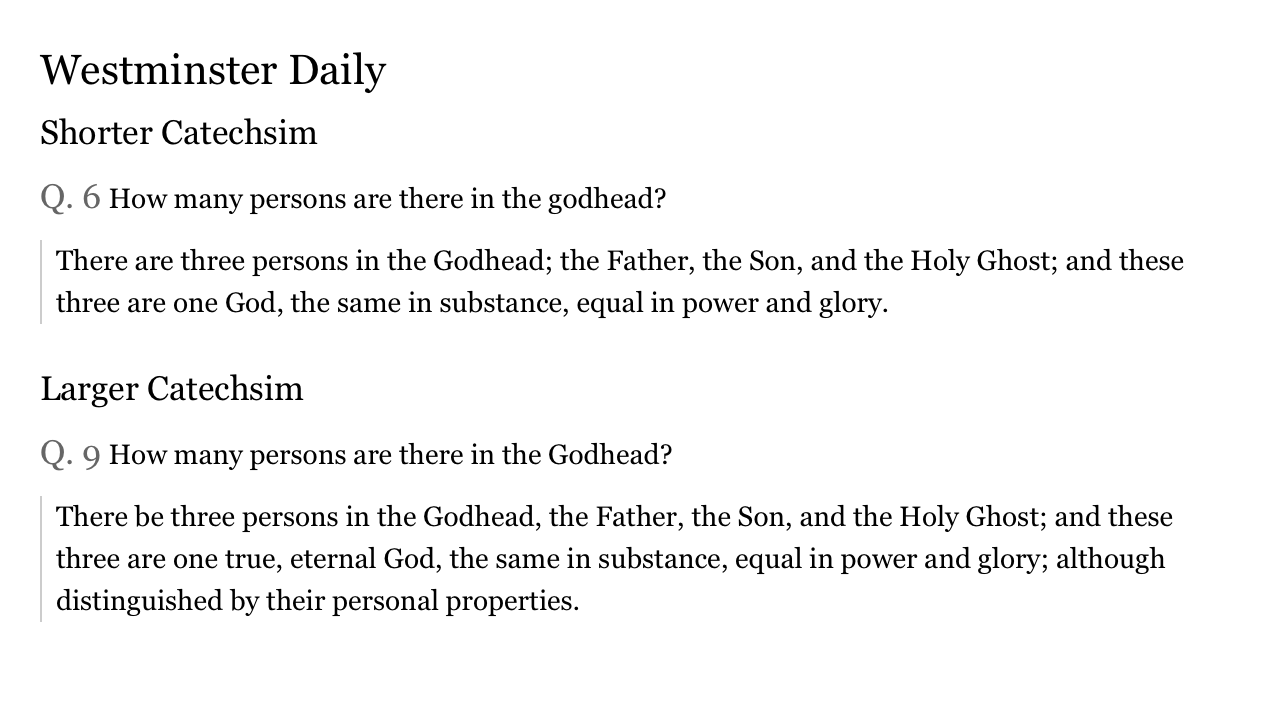 Westminster Daily
Shorter Catechsim
Q. 6 How many persons are there in the godhead?
There are three persons in the Godhead; the Father, the Son, and the Holy Ghost; and these
three are one God, the same in substance, equal in power and glory.
Larger Catechsim
Q. 9 How many persons are there in the Godhead?
There be three persons in the Godhead, the Father, the Son, and the Holy Ghost; and these
three are one true, eternal God, the same in substance, equal in power and glory; although
distinguished by their personal properties.